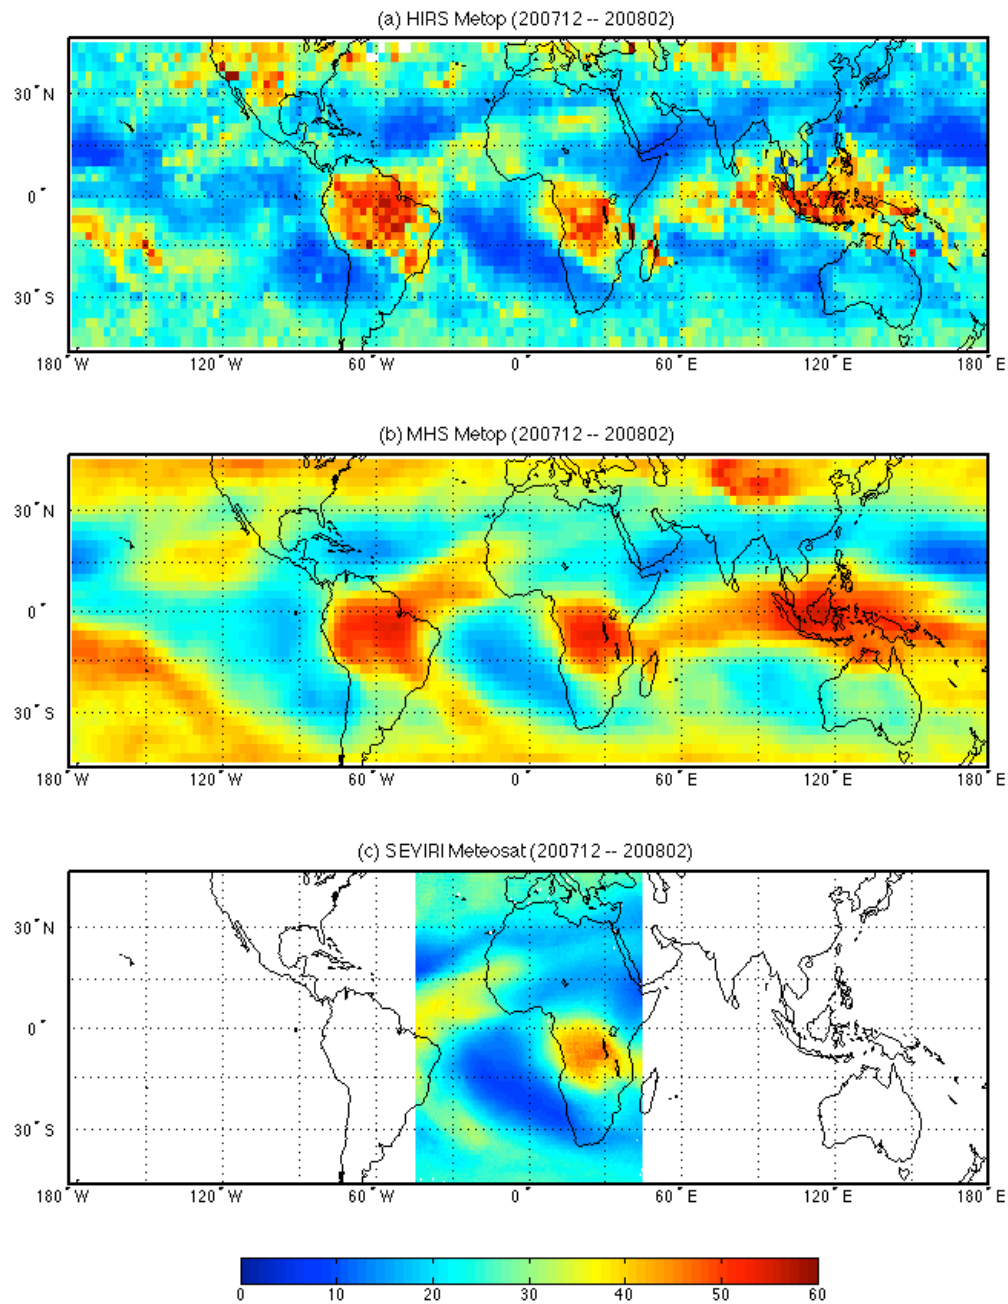 (a) HIRS Metop (200712 -- 200802)
30° N
0°
30° S
180° W 120° W 60° W 0° 60° E 120° E 180° E
(b) MHS Metop (200712 -- 200802)
30° N
0°
30° S
180° W 120° W 60° W 0° 60° E 120° E 180° E
(c) SEVIRI Meteosat (200712 -- 200802)
30° N
0°
30° S
180° W 120° W 60° W 0° 60° E 120° E 180° E
0 10 20 30 40 50 60